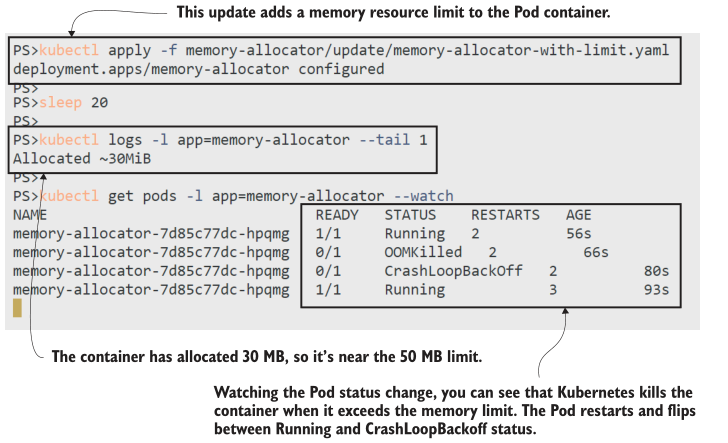 This update adds a memory resource limit to the Pod container.
PS>kubectl apply -f memory-allocator/update/memory-allocator-with-limit.yaml
deployment.apps/memory-allocator configured
PS>
PS>sleep 20
PS>
PS>kubectl logs -l app=memory-allocator --tail 1
Allocated ~30MiB
PS>
PS>kubectl get pods -l app=memory-allocator --watch
NAME READY STATUS RESTARTS AGE
memory-allocator-7d85c77dc-hpqmg 1/1 Running 2 56s
memory-allocator-7d85c77dc-hpqmg 0/1 OOMKilled 2 66s
memory-allocator-7d85c77dc-hpqmg 0/1 CrashLoopBackOff 2 80s
memory-allocator-7d85c77dc-hpqmg 1/1 Running 3 93s
The container has allocated 30 MB, so it's near the 50 MB limit.
Watching the Pod status change, you can see that Kubernetes kills the
container when it exceeds the memory limit. The Pod restarts and flips
between Running and CrashLoopBackoff status.